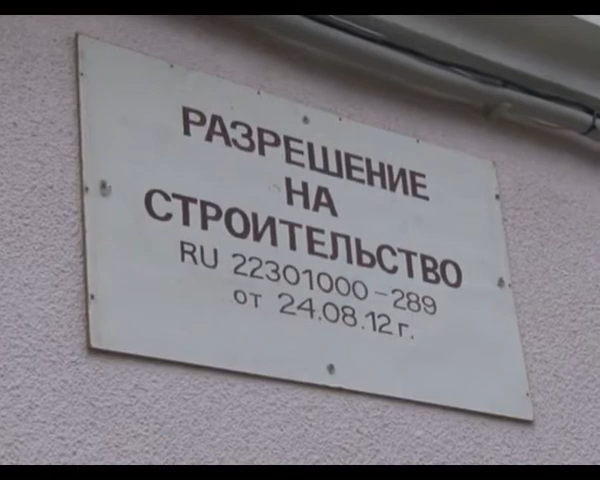 РАЗРЕШЕНИЕ
НА
СТРОИТЕЛЬСТВО
RU 22301000-289
от 24.08.12 г.